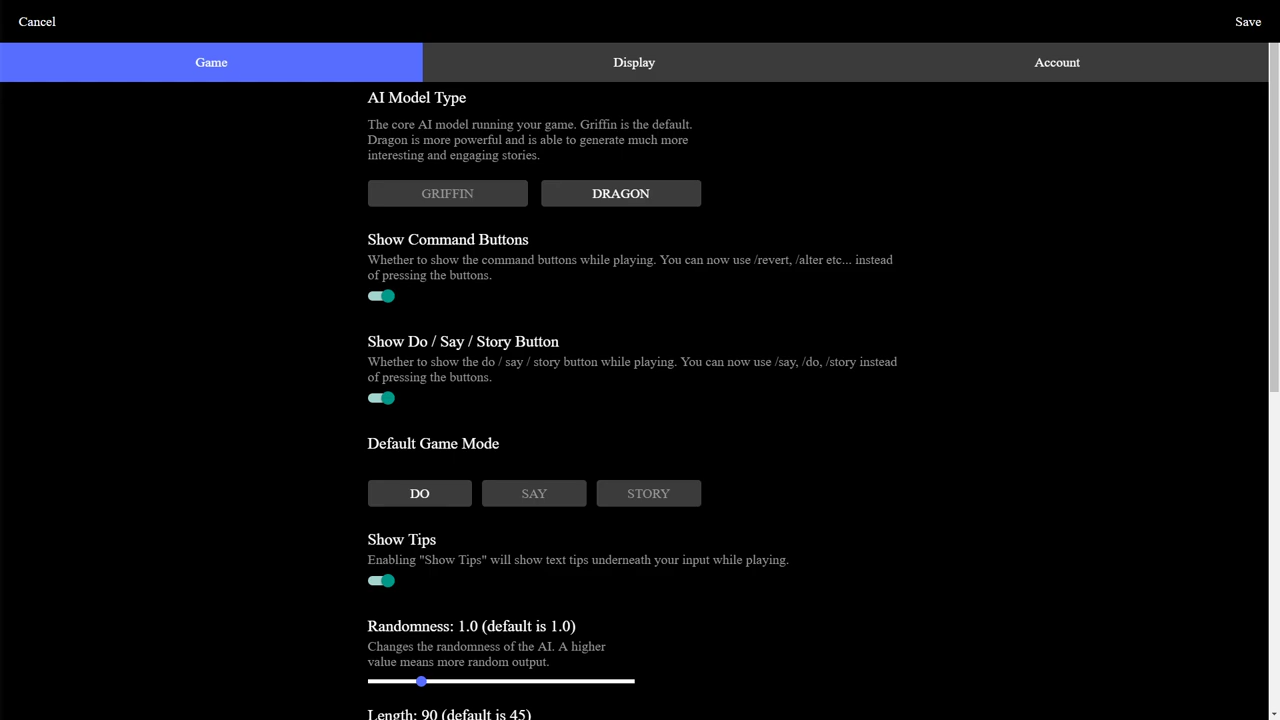 Cancel
Save
Game
Display
Account
AI Model Type
The core AI model running your game. Griffin is the default.
Dragon is more powerful and is able to generate much more
interesting and engaging stories.
GRIFFIN
DRAGON
Show Command Buttons
Whether to show the command buttons while playing. You can now use /revert, /alter etc... instead
of pressing the buttons.
Show Do / Say / Story Button
Whether to show the do / say / story button while playing. You can now use /say, /do, /story instead
of pressing the buttons.
Default Game Mode
DO
SAY
STORY
Show Tips
Enabling "Show Tips" will show text tips underneath your input while playing.
Randomness: 1.0 (default is 1.0)
Changes the randomness of the AI. A higher
value means more random output.
Length: 90 (default is 45)